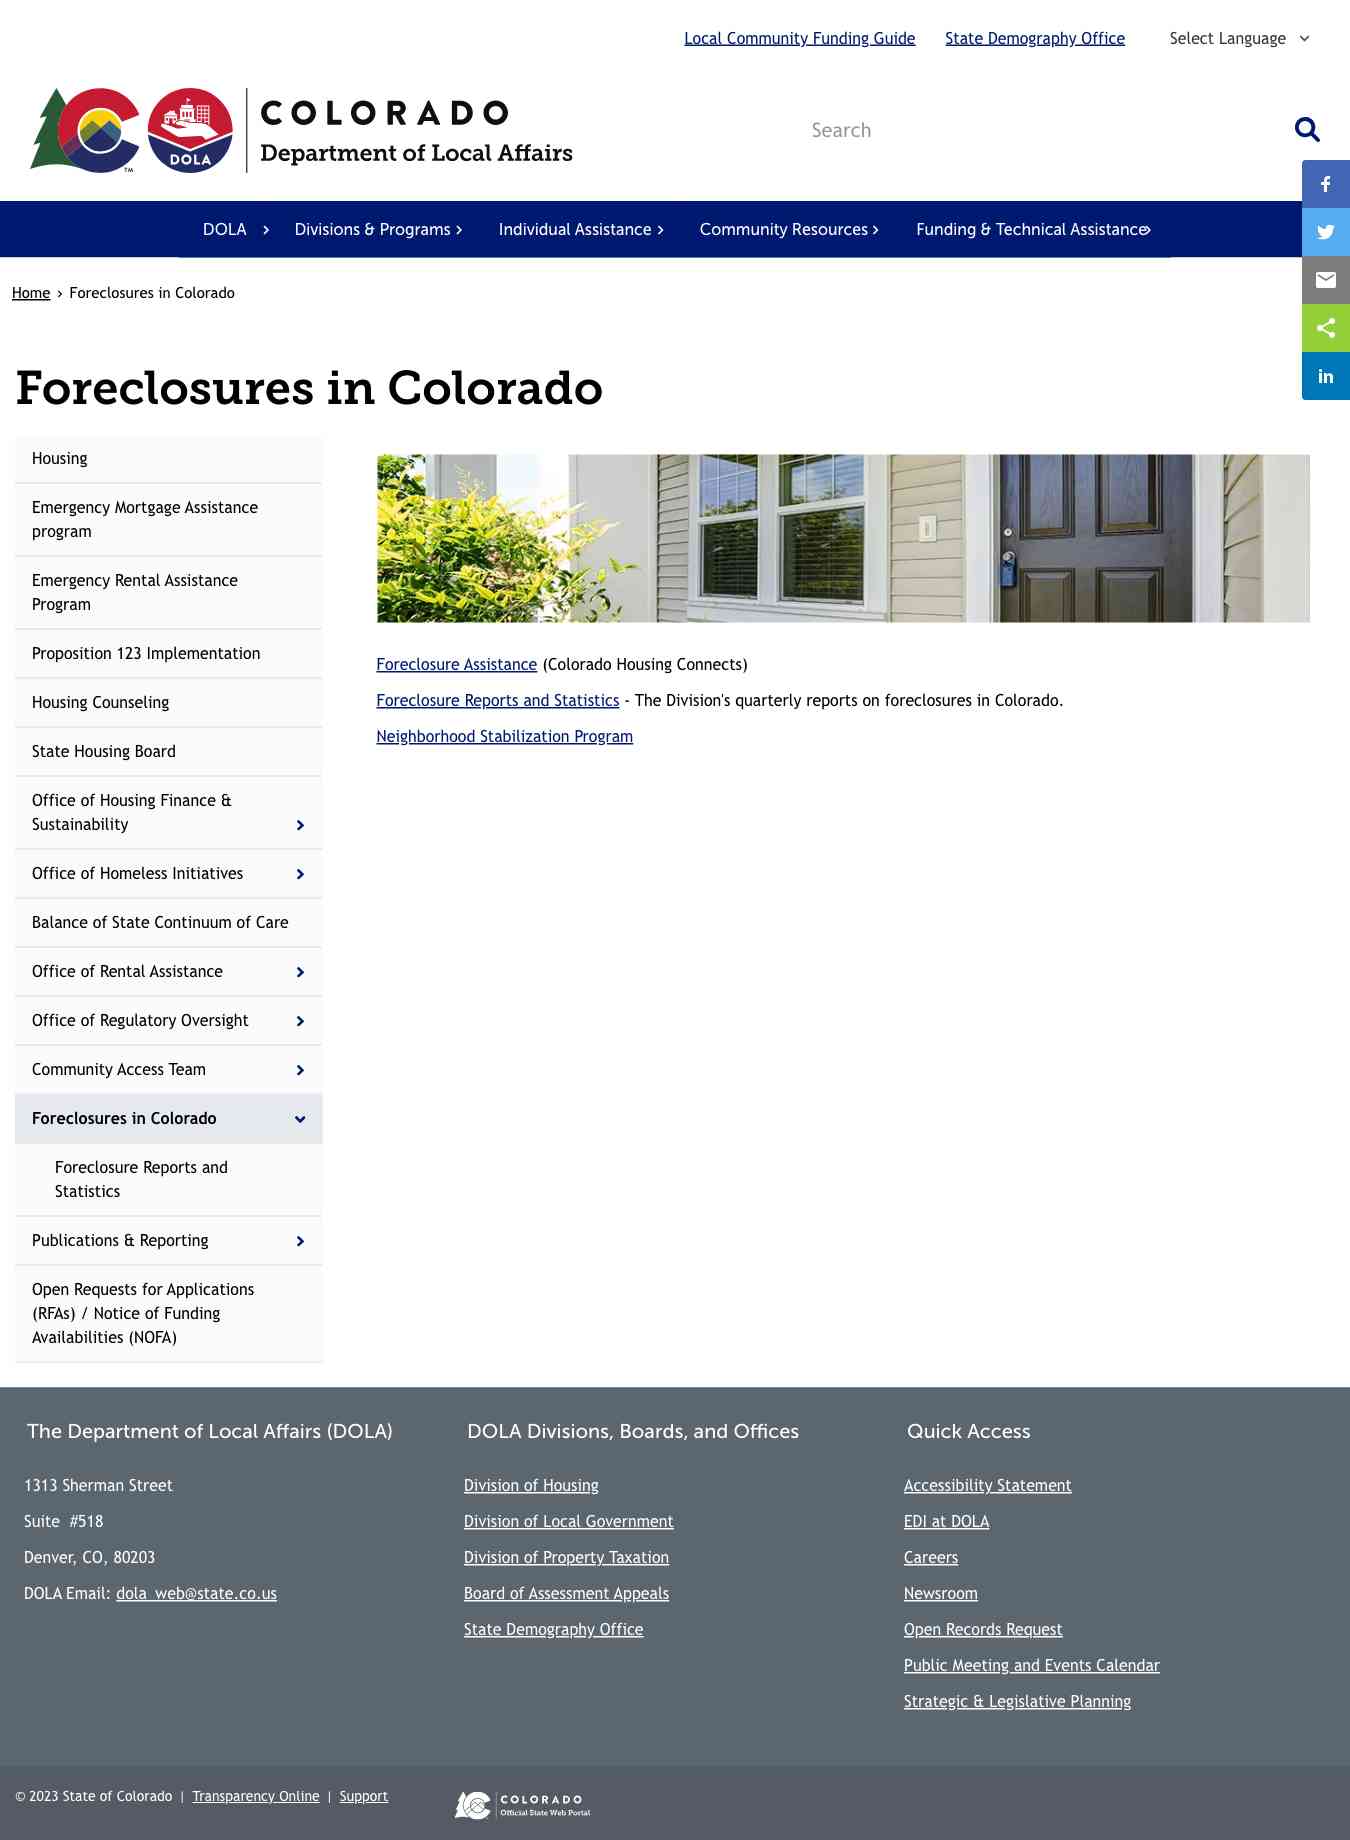 Local Community Funding Guide State Demography Office Select Language
COLORADO
Department of Local Affairs
DOLA
TM
Search
DOLA Divisions & Programs Individual Assistance Community Resources Funding & Technical Assistance
Home › Foreclosures in Colorado
Foreclosures in Colorado
Housing
Emergency Mortgage Assistance
program
Emergency Rental Assistance
Program
Proposition 123 Implementation
Housing Counseling
State Housing Board
Office of Housing Finance &
Sustainability
Office of Homeless Initiatives
Balance of State Continuum of Care
Office of Rental Assistance
Office of Regulatory Oversight
Community Access Team
Foreclosures in Colorado
Foreclosure Reports and
Statistics
Publications & Reporting
Open Requests for Applications
(RFAs) / Notice of Funding
Availabilities (NOFA)
Foreclosure Assistance (Colorado Housing Connects)
Foreclosure Reports and Statistics - The Division's quarterly reports on foreclosures in Colorado.
Neighborhood Stabilization Program
The Department of Local Affairs (DOLA)
1313 Sherman Street
Suite #518
Denver, CO, 80203
DOLA Email: dola_web@state.co.us
DOLA Divisions, Boards, and Offices
Division of Housing
Division of Local Government
Division of Property Taxation
Board of Assessment Appeals
State Demography Office
Quick Access
Accessibility Statement
EDI at DOLA
Careers
Newsroom
Open Records Request
Public Meeting and Events Calendar
Strategic & Legislative Planning
© 2023 State of Colorado | Transparency Online | Support
COLORADO
Official State Web Portal